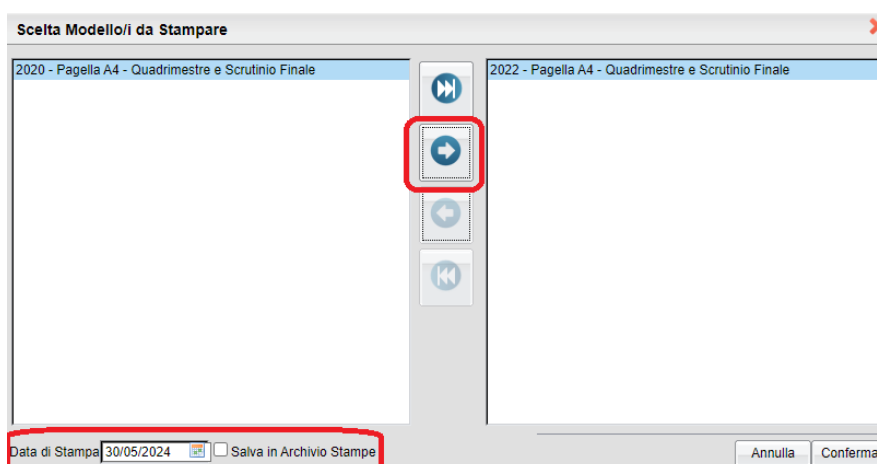 Scelta Modello/i da Stampare
2020 - Pagella A4 - Quadrimestre e Scrutinio Finale
2022 - Pagella A4 - Quadrimestre e Scrutinio Finale
Data di Stampa 30/05/2024 Salva in Archivio Stampe
Annulla Conferma